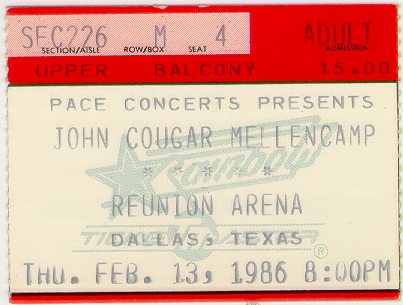 SEC226 M 4 ADULT
SECTION/AISLE ROW/BOX SEAT ADMISSION
UPPER BALCONY 15.00
PACE CONCERTS PRESENTS
JOHN COUGAR MELLENCAMP
Rainbow
* * * *
REUNION ARENA
DALLAS, TEXAS
®
THU. FEB. 13, 1986 8:00PM